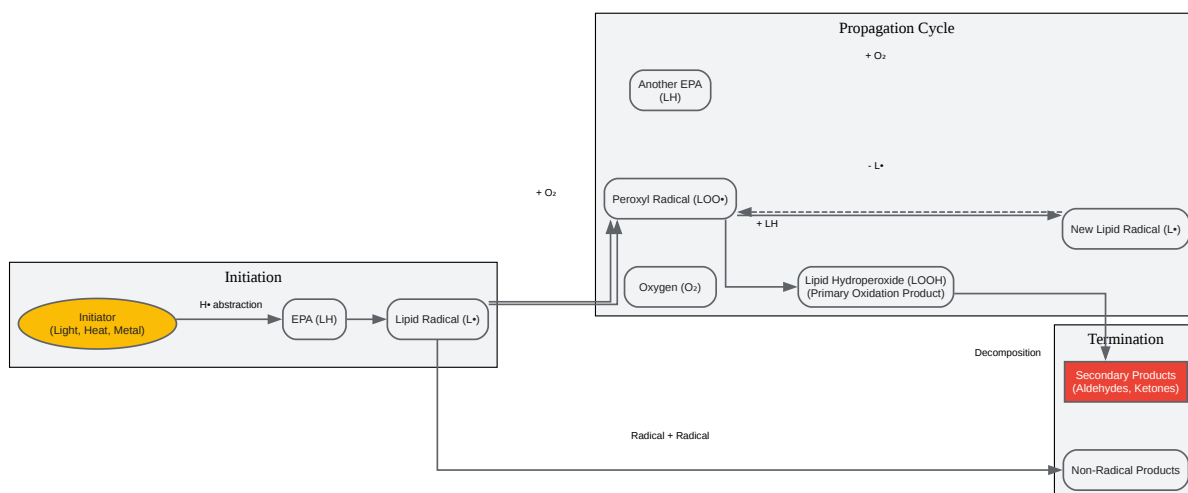 Propagation Cycle
+ O₂
Another EPA
(LH)
- L•
+ O₂
Peroxyl Radical (LOO•)
+ LH
New Lipid Radical (L•)
Initiation
Oxygen (O₂)
Lipid Hydroperoxide (LOOH)
(Primary Oxidation Product)
H• abstraction
Initiator
(Light, Heat, Metal)
EPA (LH)
Lipid Radical (L•)
Termination
Decomposition
Secondary Products
(Aldehydes, Ketones)
Radical + Radical
Non-Radical Products